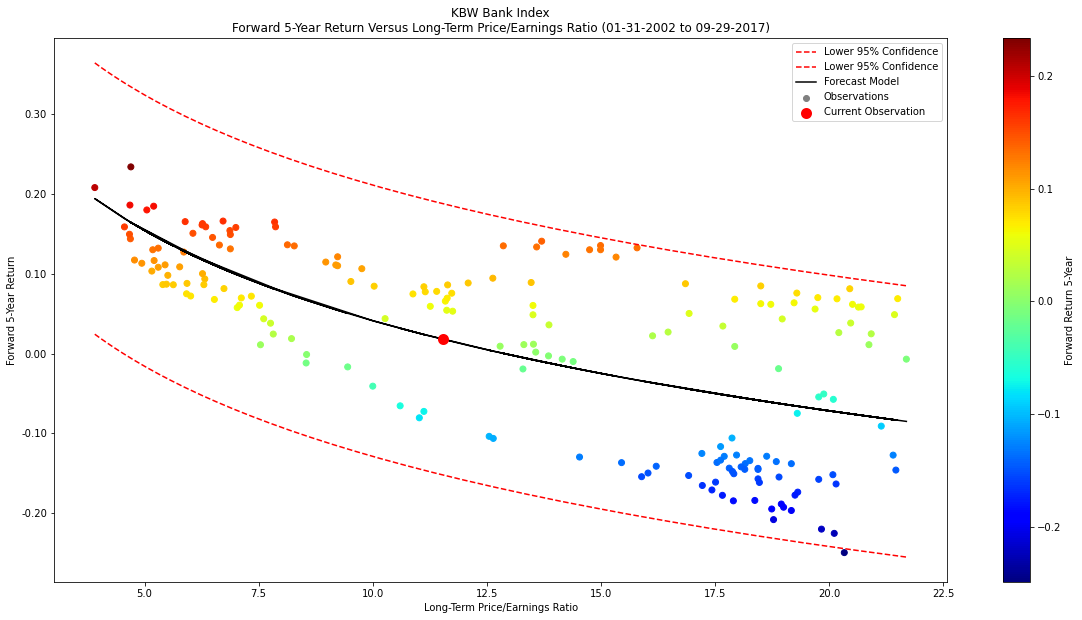 KBW Bank Index
Forward 5-Year Return Versus Long-Term Price/Earnings Ratio (01-31-2002 to 09-29-2017)
Lower 95% Confidence
Lower 95% Confidence
Forecast Model
Observations
Current Observation
Forward 5-Year Return
0.30
0.20
0.10
0.00
-0.10
-0.20
5.0
7.5
10.0
12.5
15.0
17.5
20.0
22.5
Long-Term Price/Earnings Ratio
0.2
0.1
0.0
−0.1
−0.2
Forward Return 5-Year